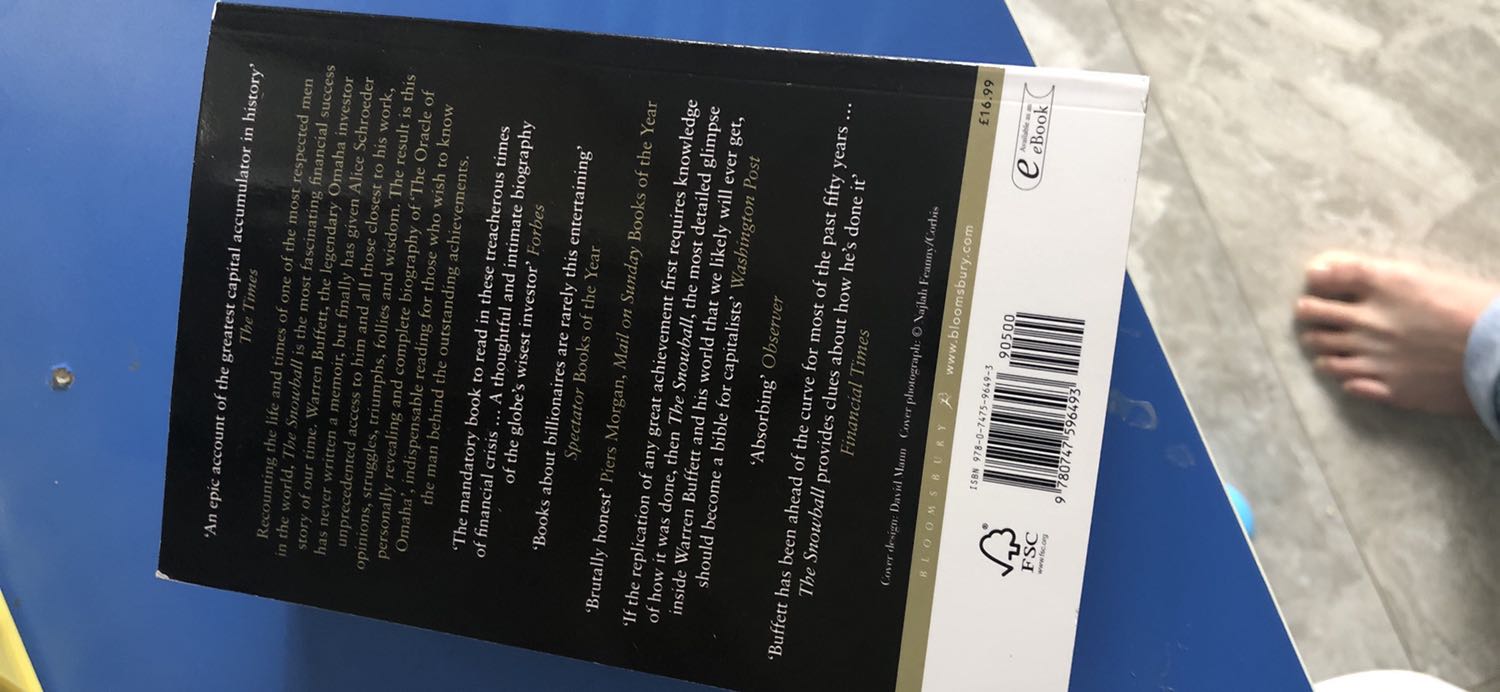 ‘An epic account of the greatest capital accumulator in history’
The Times
Recounting the life and times of one of the most respected men
in the world, The Snowball is the most fascinating financial success
story of our time. Warren Buffett, the legendary Omaha investor
has never written a memoir, but finally has given Alice Schroeder
unprecedented access to him and all those closest to his work,
opinions, struggles, triumphs, follies and wisdom. The result is this
personally revealing and complete biography of ‘The Oracle of
Omaha’, indispensable reading for those who wish to know
the man behind the outstanding achievements.
‘The mandatory book to read in these treacherous times
of financial crisis ... A thoughtful and intimate biography
of the globe’s wisest investor’ Forbes
‘Books about billionaires are rarely this entertaining’
Spectator Books of the Year
‘Brutally honest’ Piers Morgan, Mail on Sunday Books of the Year
‘If the replication of any great achievement first requires knowledge
of how it was done, then The Snowball, the most detailed glimpse
inside Warren Buffett and his world that we likely will ever get,
should become a bible for capitalists’ Washington Post
‘Absorbing’ Observer
‘Buffett has been ahead of the curve for most of the past fifty years ...
The Snowball provides clues about how he’s done it’
Financial Times
Cover design: David Mann Cover photograph: © Najlah Feanny/Corbis
BLOOMSBURY www.bloomsbury.com £16.99
FSC®
www.fsc.org
ISBN 978-0-7475-9649-3
90500
9 780747 596493
e Available as an
eBook